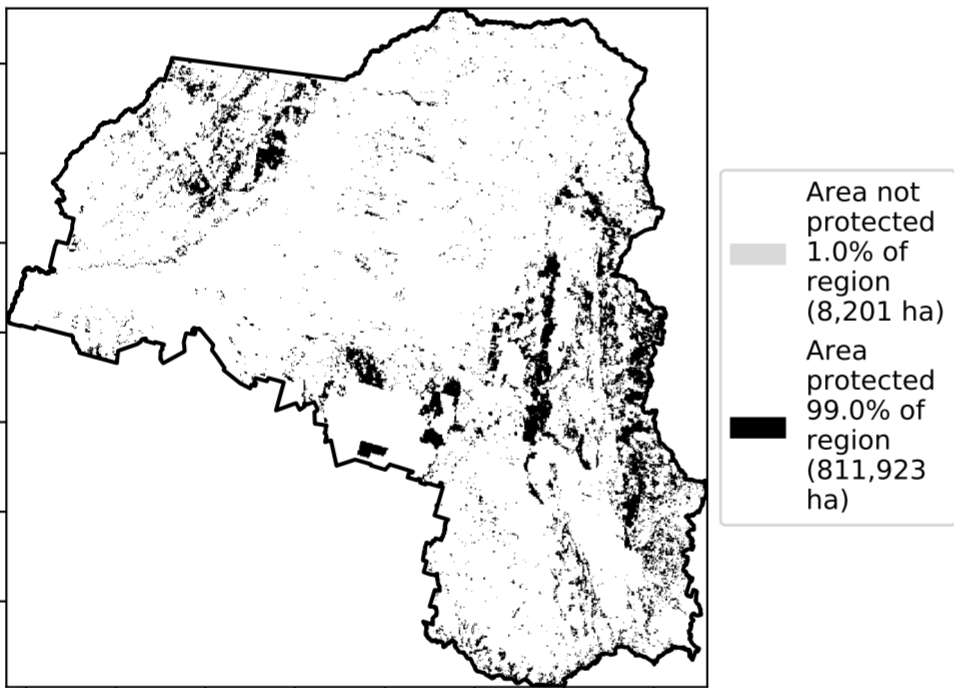 Area not
protected
1.0% of
region
(8,201 ha)
Area
protected
99.0% of
region
(811,923
ha)